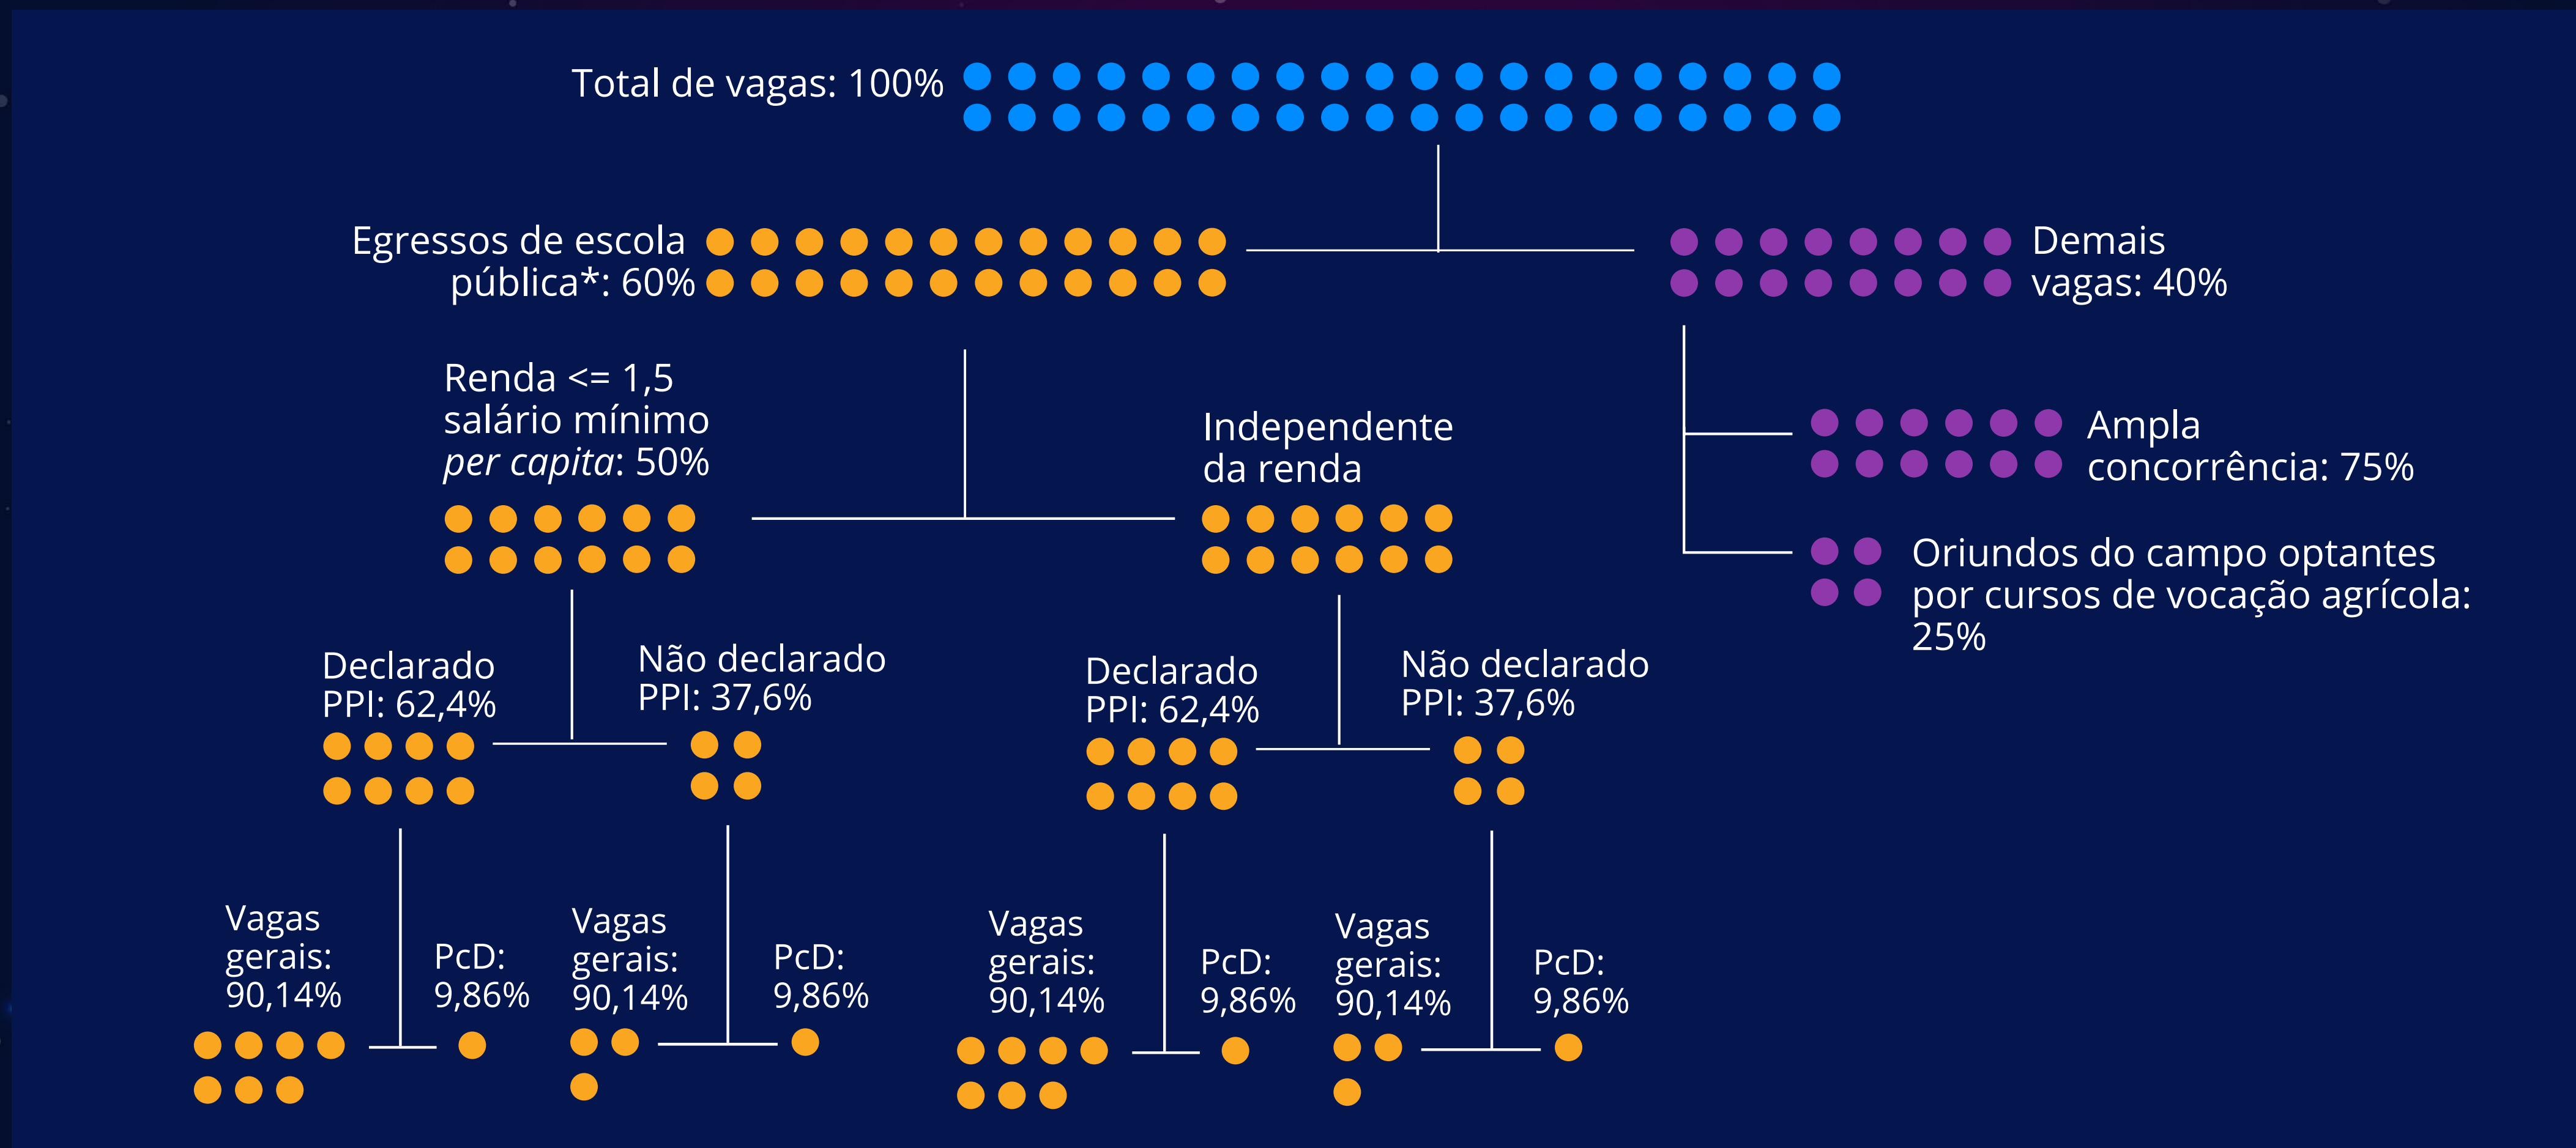 Total de vagas: 100%
Egressos de escola
pública*: 60%
Demais
vagas: 40%
Renda <= 1,5
salário mínimo
per capita: 50%
Independente
da renda
Ampla
concorrência: 75%
Oriundos do campo optantes
por cursos de vocação agrícola:
25%
Declarado
PPI: 62,4%
Não declarado
PPI: 37,6%
Declarado
PPI: 62,4%
Não declarado
PPI: 37,6%
Vagas
gerais:
90,14%
PcD:
9,86%
Vagas
gerais:
90,14%
PcD:
9,86%
Vagas
gerais:
90,14%
PcD:
9,86%
Vagas
gerais:
90,14%
PcD:
9,86%